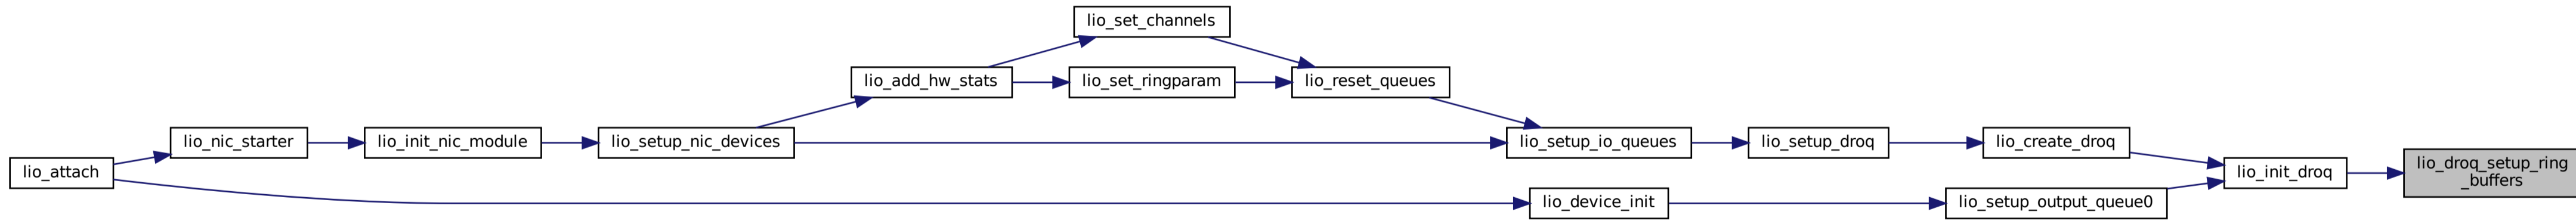 lio_set_channels
lio_add_hw_stats
lio_set_ringparam
lio_reset_queues
lio_nic_starter
lio_init_nic_module
lio_setup_nic_devices
lio_setup_io_queues
lio_setup_droq
lio_create_droq
lio_attach
lio_init_droq
lio_droq_setup_ring
_buffers
lio_device_init
lio_setup_output_queue0